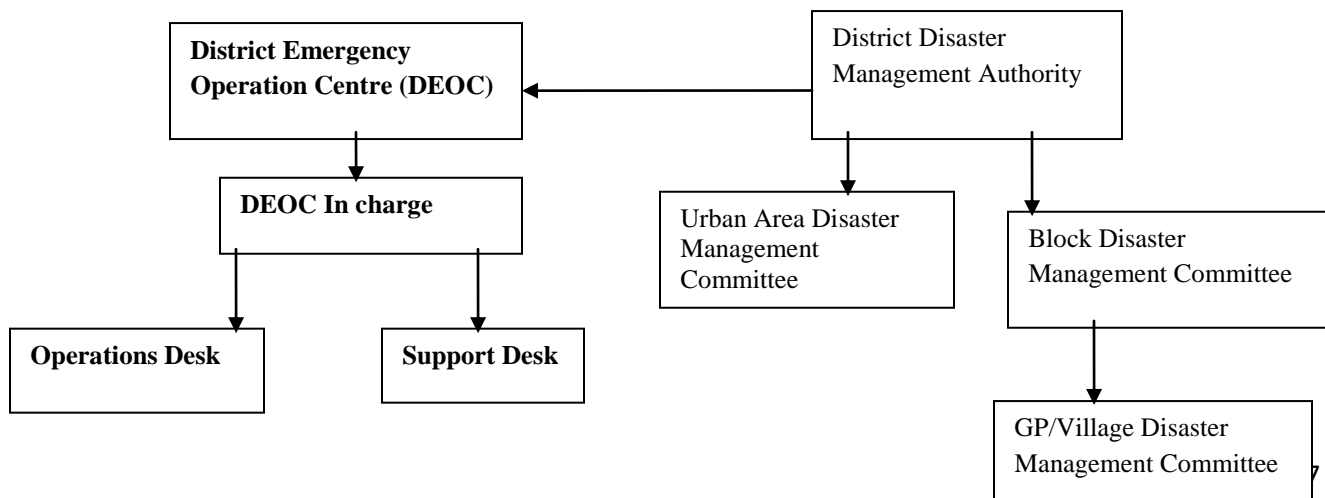 District Emergency
Operation Centre (DEOC)
District Disaster
Management Authority
DEOC In charge
Urban Area Disaster
Management
Committee
Block Disaster
Management Committee
Operations Desk
Support Desk
GP/Village Disaster
Management Committee
7